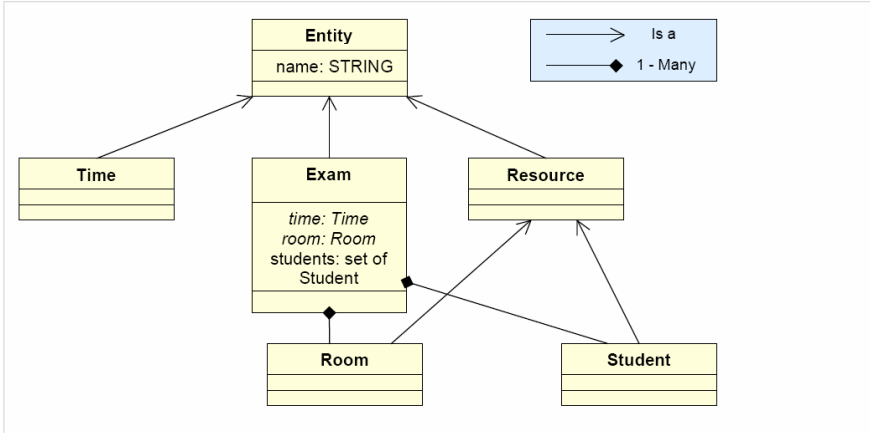 Entity
name: STRING
Is a
1 - Many
Time
Exam
time: Time
room: Room
students: set of
Student
Resource
Room
Student